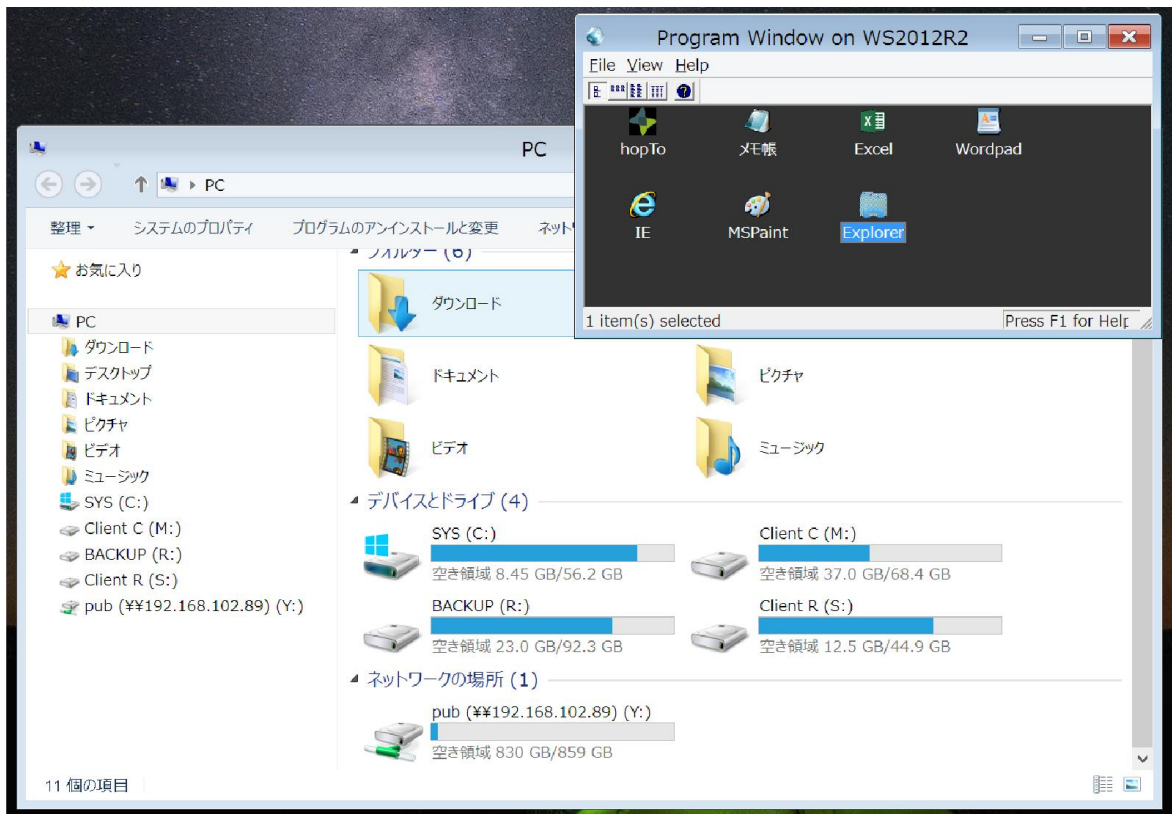 Program Window on WS2012R2
File View Help
hopTo メモ帳 Excel Wordpad
IE MSPaint Explorer
1 item(s) selected
Press F1 for Help
PC
PC
整理 システムのプロパティ プログラムのアンインストールと変更
お気に入り
PC
ダウンロード
デスクトップ
ドキュメント
ピクチャ
ビデオ
ミュージック
SYS (C:)
Client C (M:)
BACKUP (R:)
Client R (S:)
pub (¥¥192.168.102.89) (Y:)
フォルダー (6)
ダウンロード
ドキュメント ピクチャ
ビデオ ミュージック
デバイスとドライブ (4)
SYS (C:) Client C (M:)
空き領域 8.45 GB/56.2 GB 空き領域 37.0 GB/68.4 GB
BACKUP (R:) Client R (S:)
空き領域 23.0 GB/92.3 GB 空き領域 12.5 GB/44.9 GB
ネットワークの場所 (1)
pub (¥¥192.168.102.89) (Y:)
空き領域 830 GB/859 GB
11 個の項目